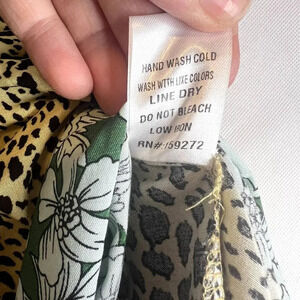 HAND WASH COLD
WASH WITH LIKE COLORS
LINE DRY
DO NOT BLEACH
LOW IRON
RN#:159272